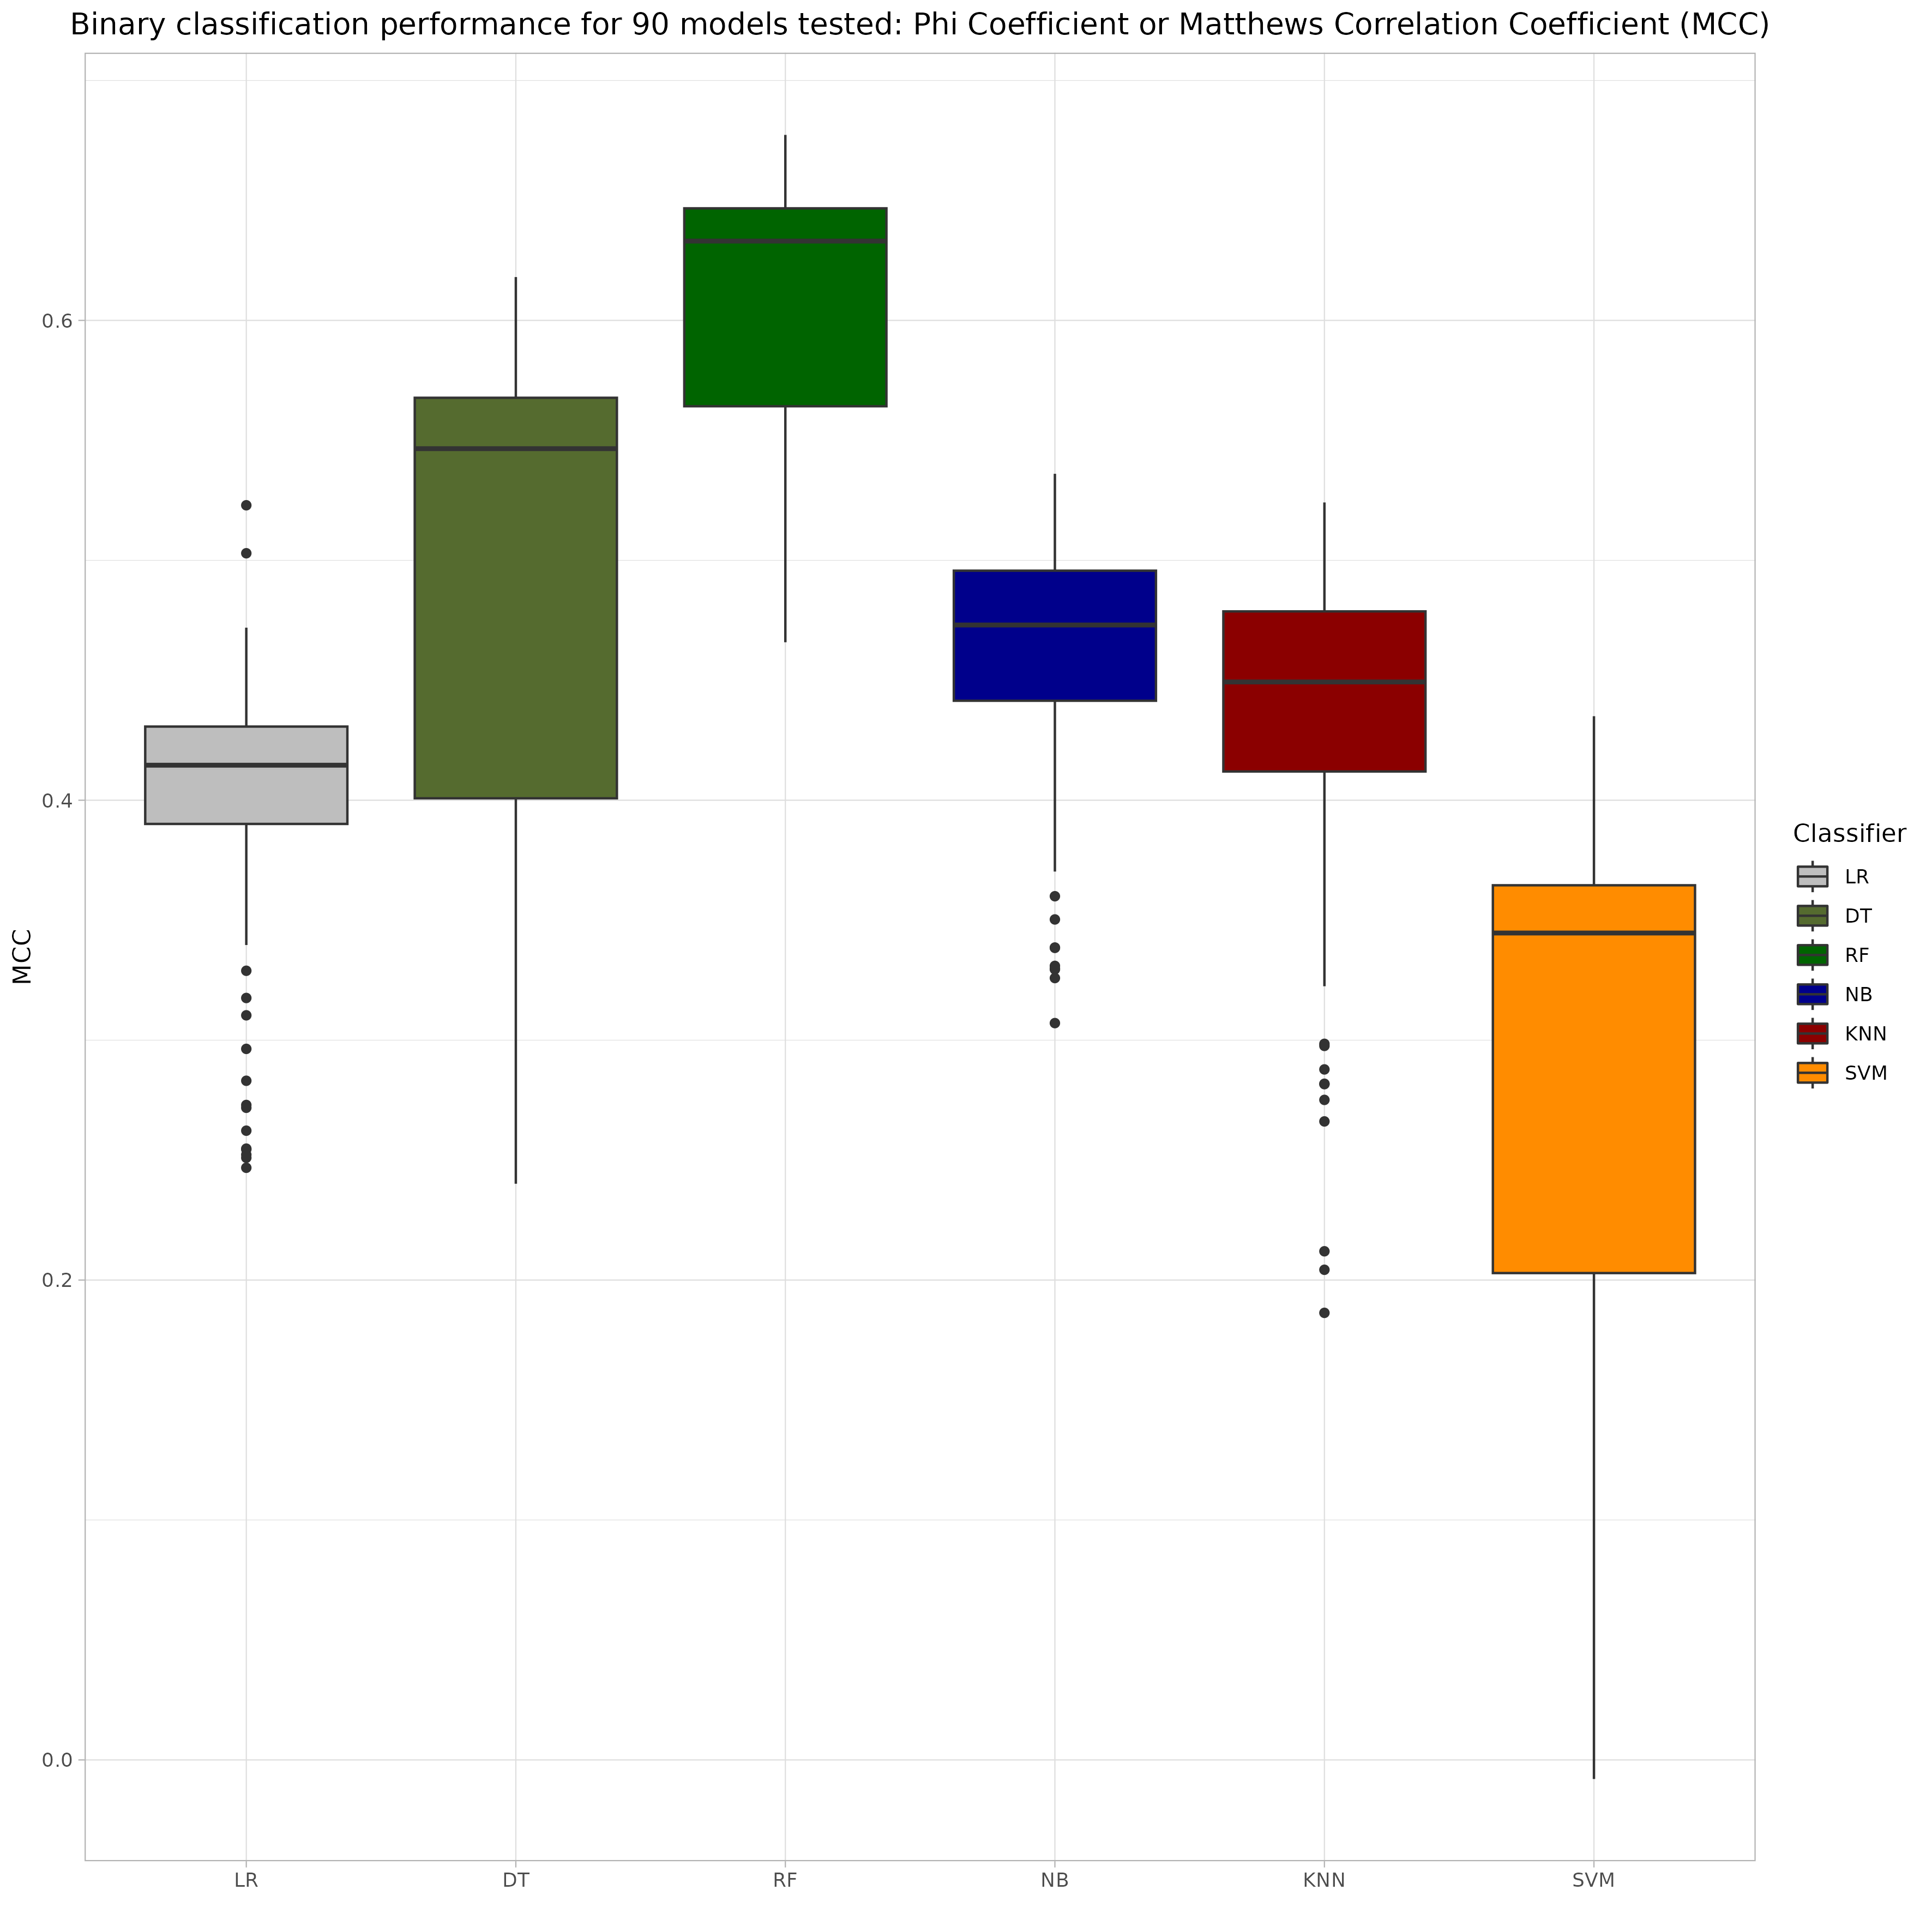 Binary classification performance for 90 models tested: Phi Coefficient or Matthews Correlation Coefficient (MCC)
MCC
0.6
0.4
0.2
0.0
LR DT RF NB KNN SVM
Classifier
LR
DT
RF
NB
KNN
SVM